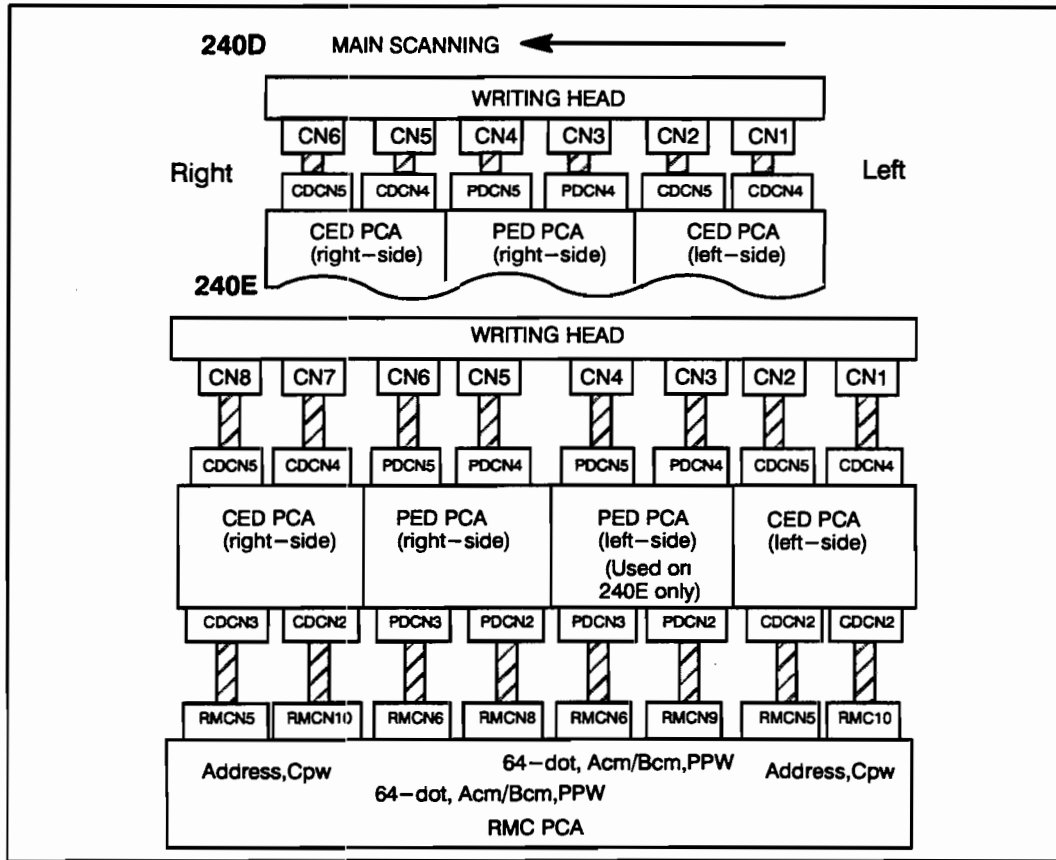 240D MAIN SCANNING
WRITING HEAD
CN6 CN5 CN4 CN3 CN2 CN1
Right Left
CDCN5 CDCN4 PDCN5 PDCN4 CDCN5 CDCN4
CED PCA PED PCA CED PCA
(right-side) (right-side) (left-side)
240E
WRITING HEAD
CN8 CN7 CN6 CN5 CN4 CN3 CN2 CN1
CDCN5 CDCN4 PDCN5 PDCN4 PDCN5 PDCN4 CDCN5 CDCN4
CED PCA PED PCA PED PCA CED PCA
(right-side) (right-side) (left-side) (left-side)
(Used on
240E only)
CDCN3 CDCN2 PDCN3 PDCN2 PDCN3 PDCN2 CDCN2 CDCN2
RMCN5 RMCN10 RMCN6 RMCN8 RMCN6 RMCN9 RMCN5 RMC10
64-dot, Acm/Bcm,PPW
Address,Cpw Address,Cpw
64-dot, Acm/Bcm,PPW
RMC PCA